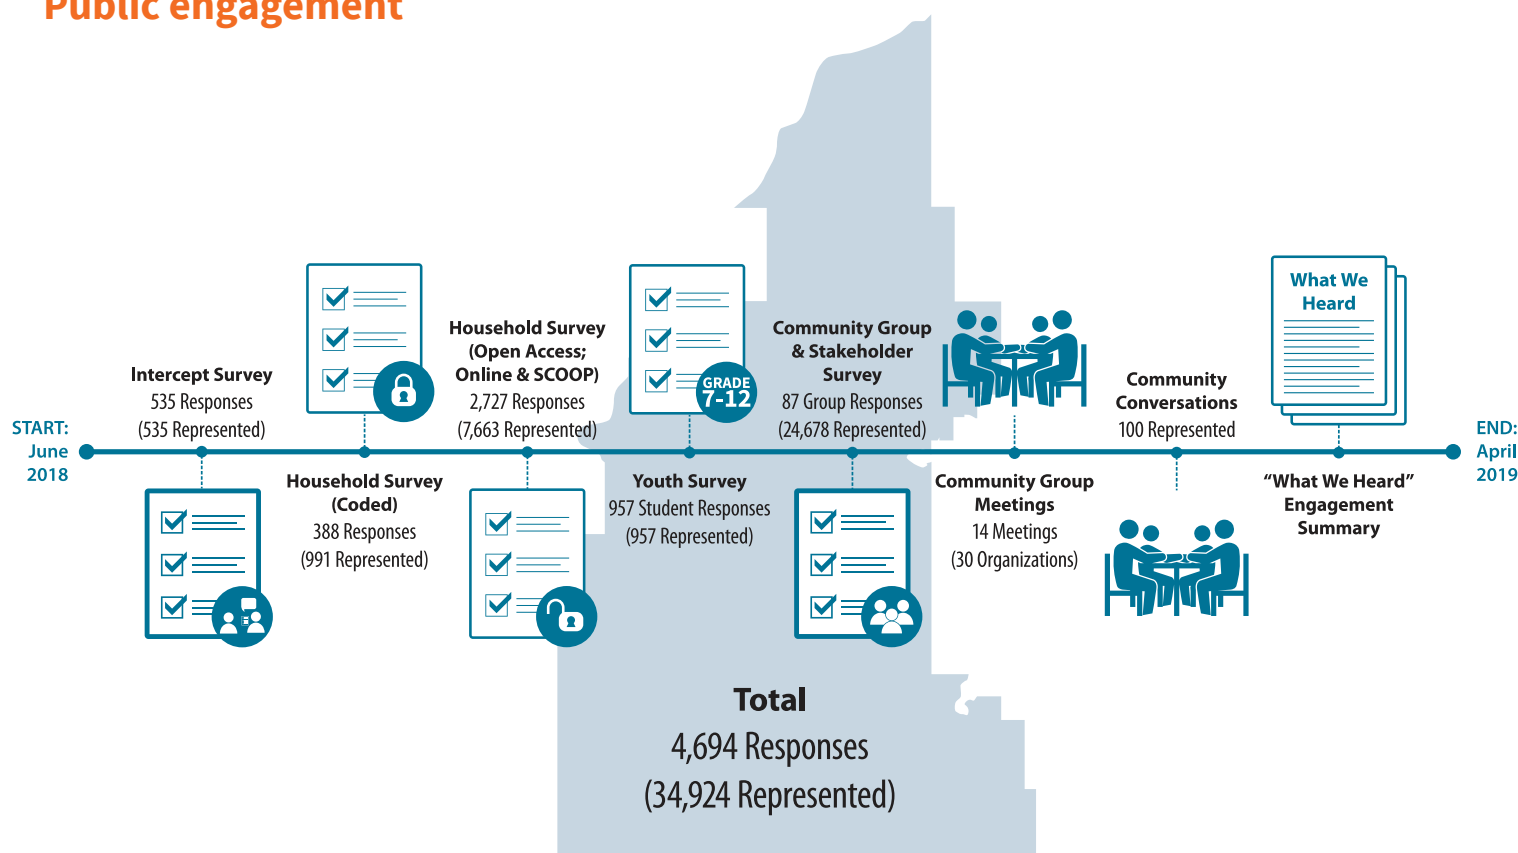 Public engagement
START:
June
2018
Intercept Survey
535 Responses
(535 Represented)
Household Survey
(Coded)
388 Responses
(991 Represented)
Household Survey
(Open Access;
Online & SCOOP)
2,727 Responses
(7,663 Represented)
GRADE
7-12
Youth Survey
957 Student Responses
(957 Represented)
Community Group
& Stakeholder
Survey
87 Group Responses
(24,678 Represented)
Community Group
Meetings
14 Meetings
(30 Organizations)
Community
Conversations
100 Represented
What We
Heard
“What We Heard”
Engagement
Summary
END:
April
2019
Total
4,694 Responses
(34,924 Represented)